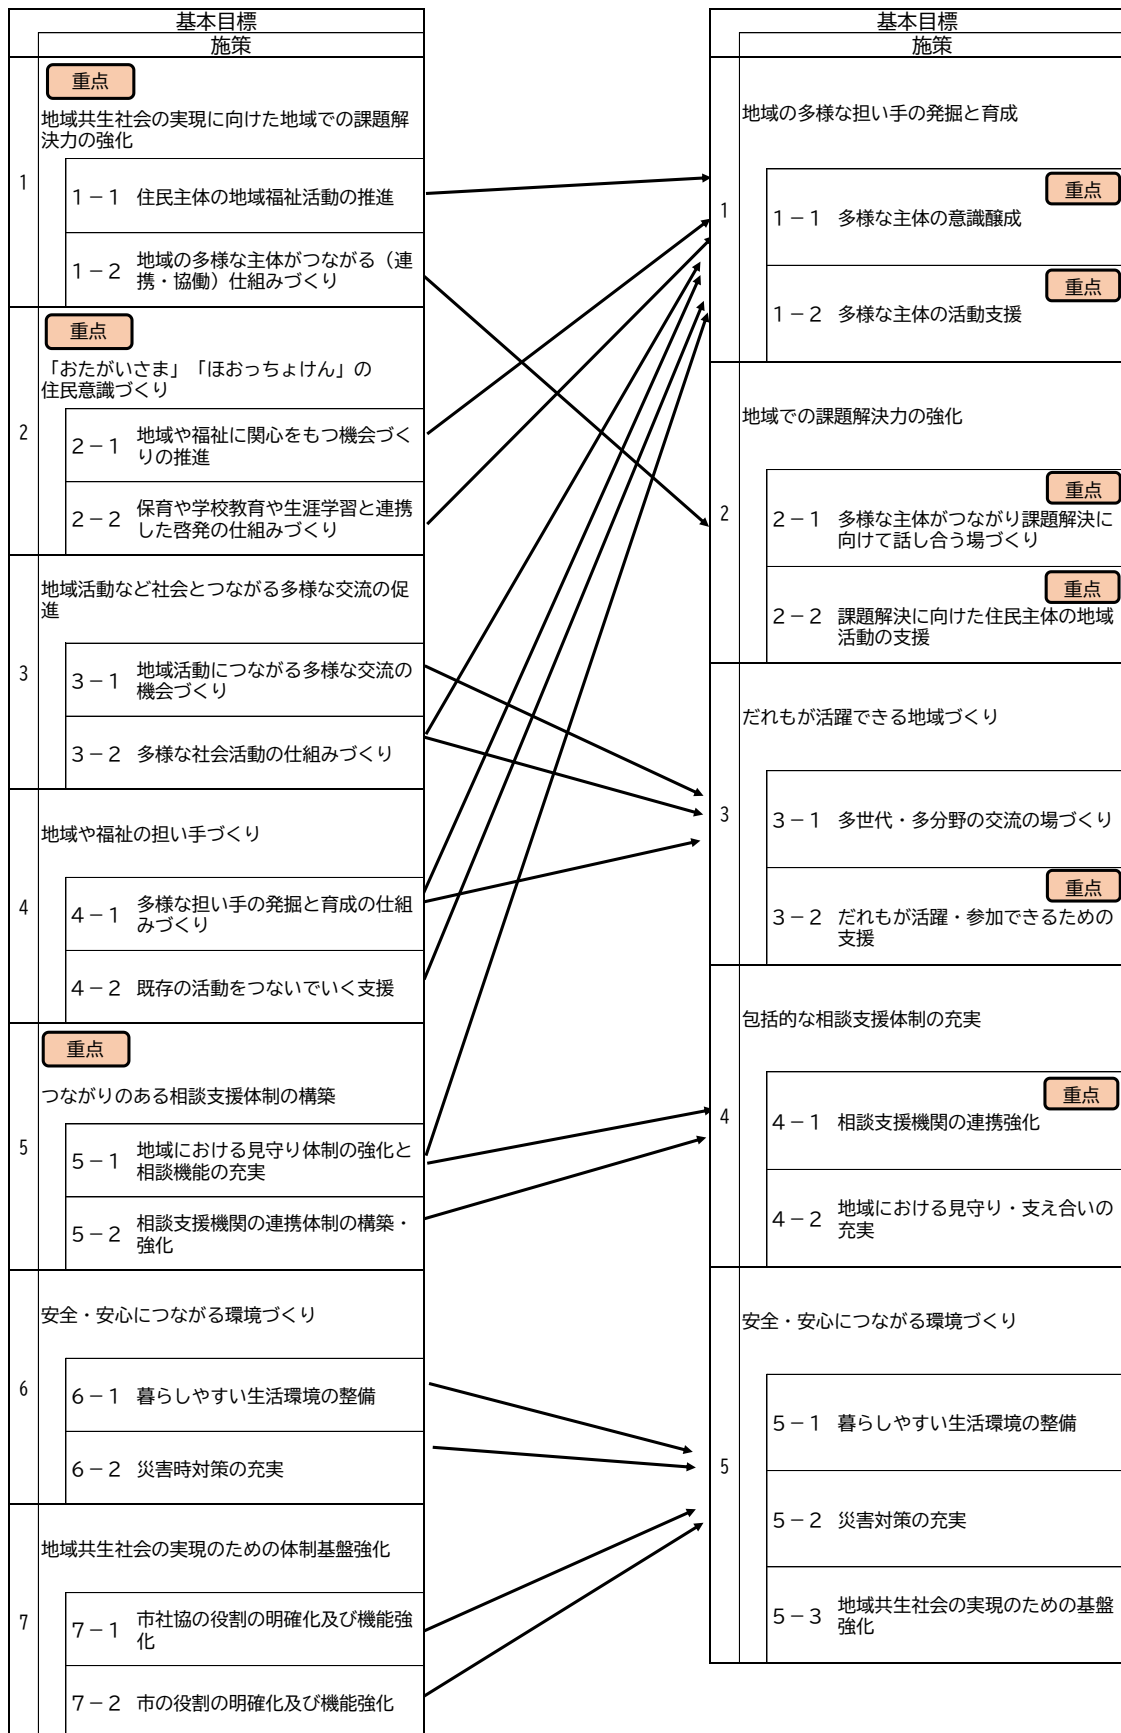 基本目標
施策
重点
地域共生社会の実現に向けた地域での課題解
決力の強化
1
1－1 住民主体の地域福祉活動の推進
1－2 地域の多様な主体がつながる（連
携・協働）仕組みづくり
重点
「おたがいさま」「ほおっちょけん」の
住民意識づくり
2
2－1 地域や福祉に関心をもつ機会づく
りの推進
2－2 保育や学校教育や生涯学習と連携
した啓発の仕組みづくり
地域活動など社会とつながる多様な交流の促
進
3
3－1 地域活動につながる多様な交流の
機会づくり
3－2 多様な社会活動の仕組みづくり
地域や福祉の担い手づくり
4
4－1 多様な担い手の発掘と育成の仕組
みづくり
4－2 既存の活動をつないでいく支援
重点
つながりのある相談支援体制の構築
5
5－1 地域における見守り体制の強化と
相談機能の充実
5－2 相談支援機関の連携体制の構築・
強化
安全・安心につながる環境づくり
6
6－1 暮らしやすい生活環境の整備
6－2 災害時対策の充実
地域共生社会の実現のための体制基盤強化
7
7－1 市社協の役割の明確化及び機能強
化
7－2 市の役割の明確化及び機能強化
基本目標
施策
地域の多様な担い手の発掘と育成
1
重点
1－1 多様な主体の意識醸成
重点
1－2 多様な主体の活動支援
地域での課題解決力の強化
2
重点
2－1 多様な主体がつながり課題解決に
向けて話し合う場づくり
重点
2－2 課題解決に向けた住民主体の地域
活動の支援
だれもが活躍できる地域づくり
3
3－1 多世代・多分野の交流の場づくり
重点
3－2 だれもが活躍・参加できるための
支援
包括的な相談支援体制の充実
4
重点
4－1 相談支援機関の連携強化
4－2 地域における見守り・支え合いの
充実
安全・安心につながる環境づくり
5
5－1 暮らしやすい生活環境の整備
5－2 災害対策の充実
5－3 地域共生社会の実現のための基盤
強化